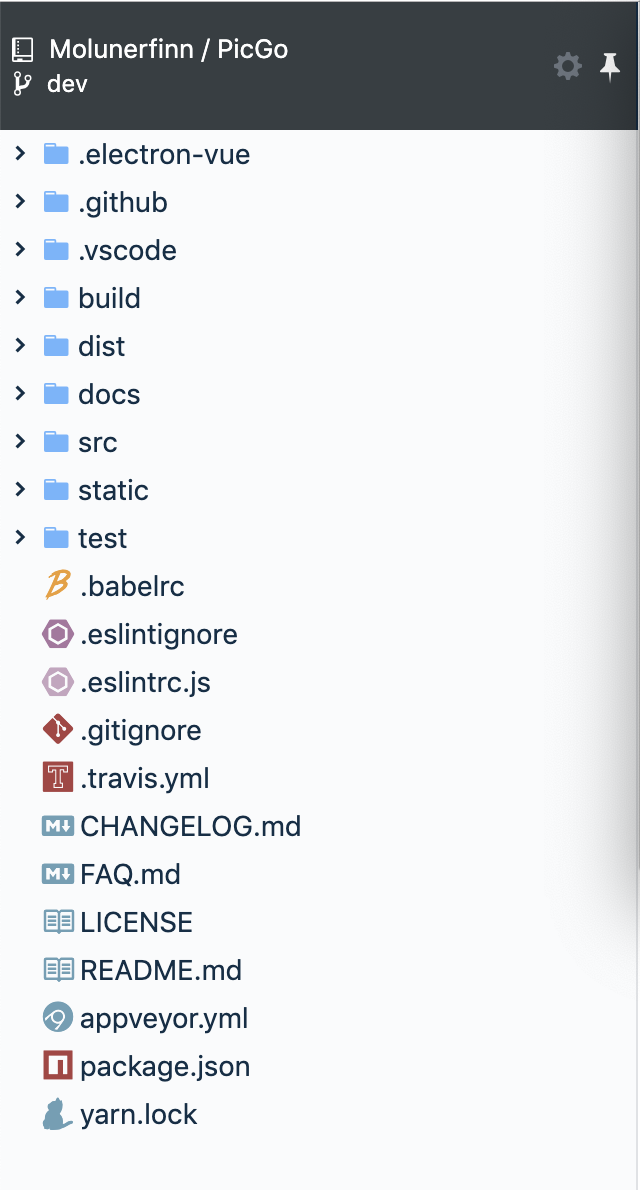 Molunerfinn / PicGo
dev
.electron-vue
.github
.vscode
build
dist
docs
src
static
test
.babelrc
.eslintignore
.eslintrc.js
.gitignore
.travis.yml
CHANGELOG.md
FAQ.md
LICENSE
README.md
appveyor.yml
package.json
yarn.lock